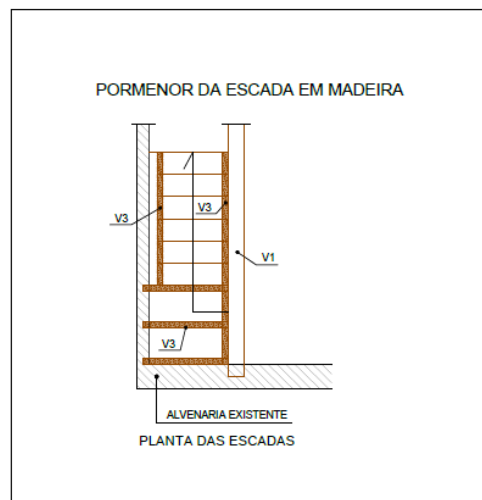 PORMENOR DA ESCADA EM MADEIRA
V3
V3
V1
V3
ALVENARIA EXISTENTE
PLANTA DAS ESCADAS